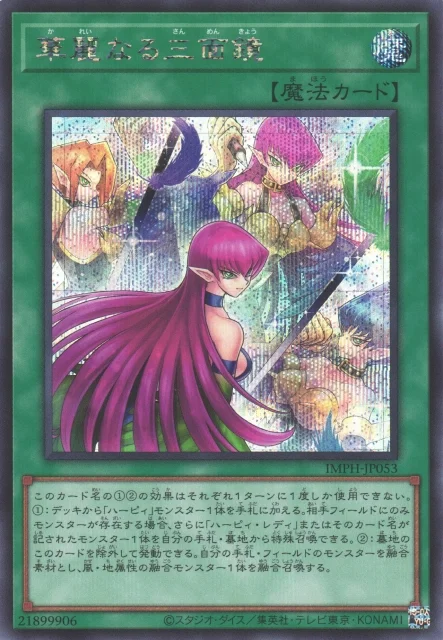 華麗なる三面鏡
【魔法カード】
IMPH-JP053
このカード名の①②の効果はそれぞれ1ターンに1度しか使用できない。
①:デッキから「ハーピィ」モンスター1体を手札に加える。相手フィールドにのみ
モンスターが存在する場合、さらに「ハーピィ・レディ」またはそのカード名が
記されたモンスター1体を自分の手札・墓地から特殊召喚できる。②:墓地の
このカードを除外して発動できる。自分の手札・フィールドのモンスターを融合
素材とし、風・地属性の融合モンスター1体を融合召喚する。
21899906
©スタジオ・ダイス/集英社・テレビ東京・KONAMI